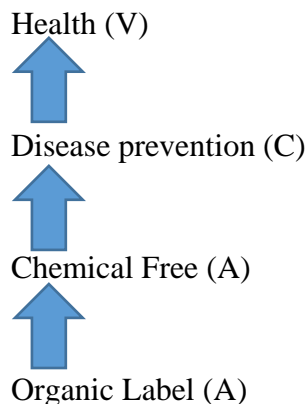 Health (V)
Disease prevention (C)
Chemical Free (A)
Organic Label (A)